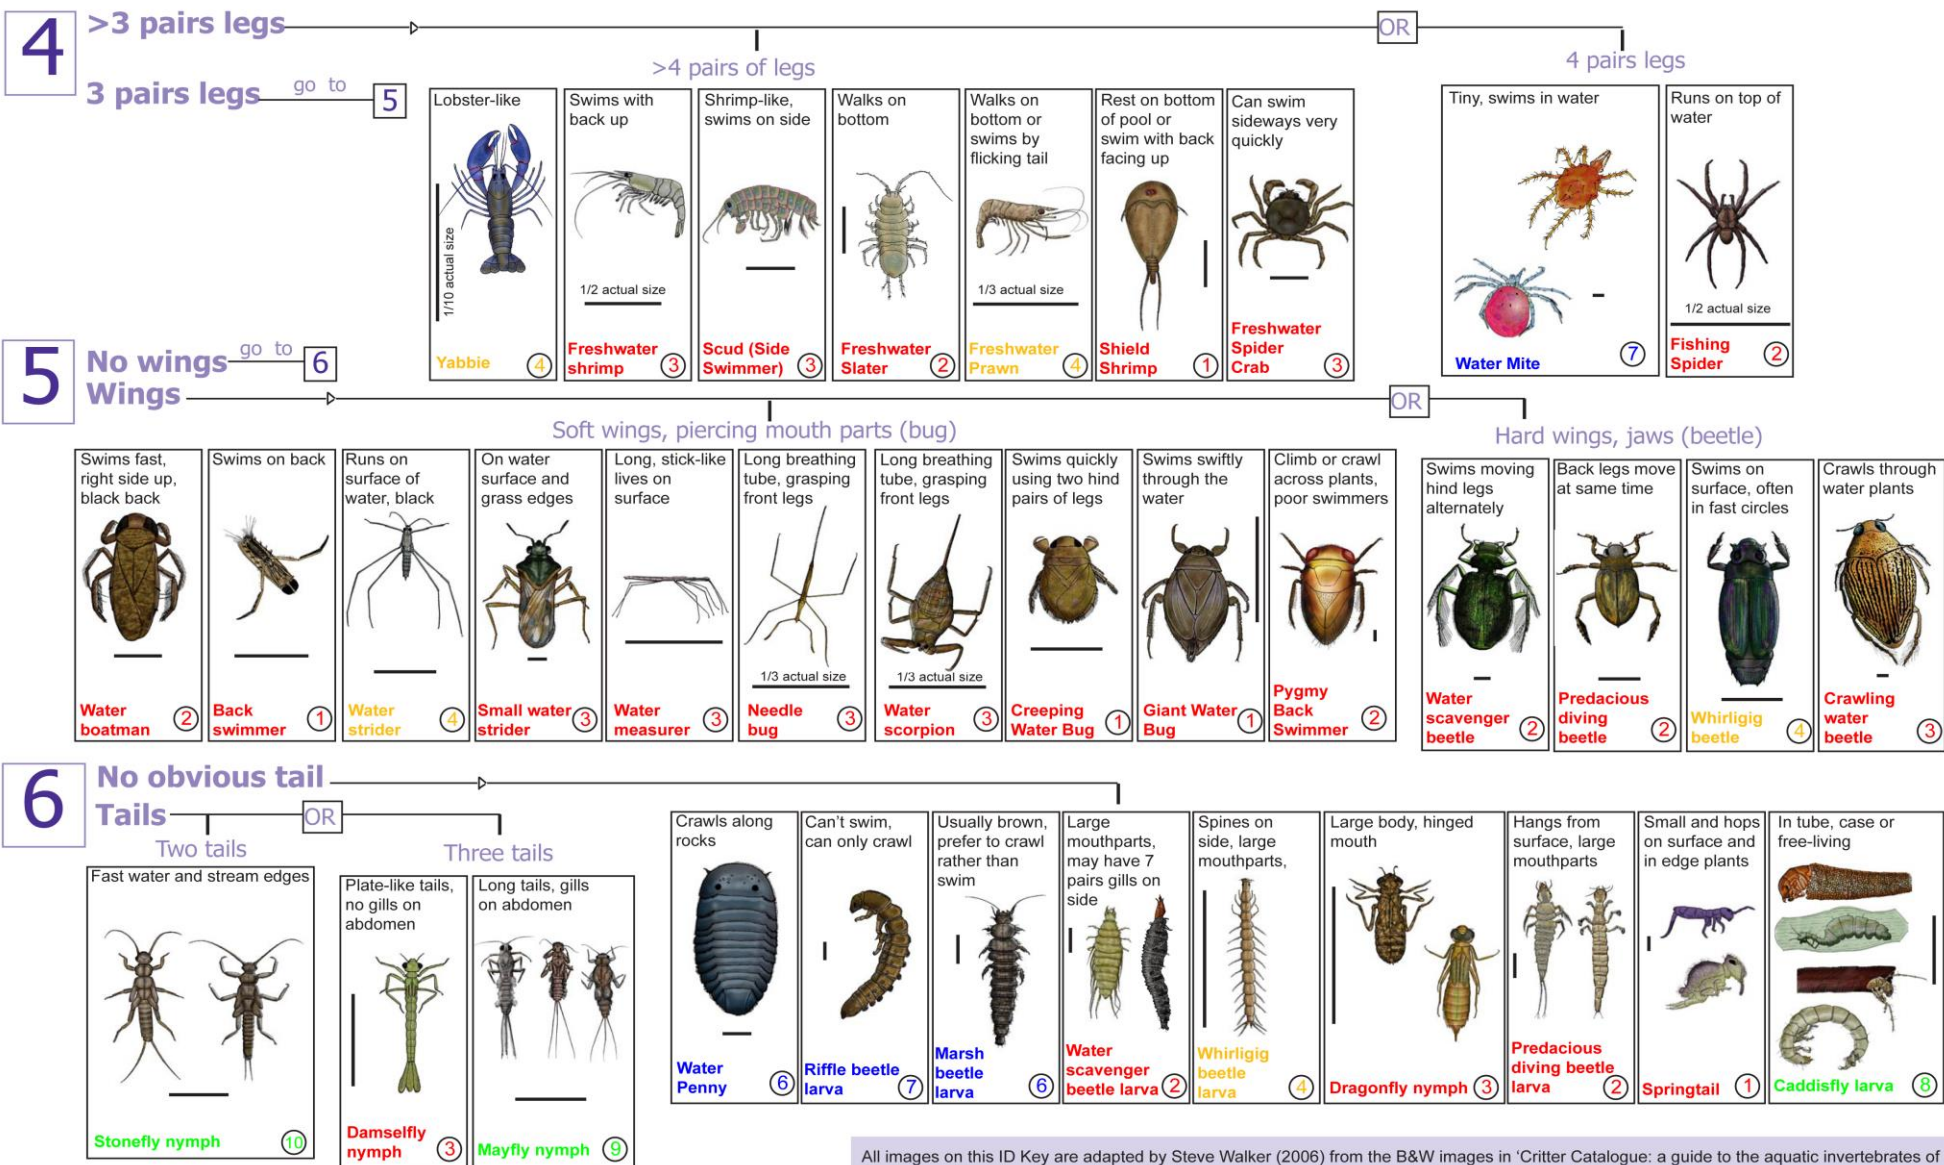 4
>3 pairs legs
OR
3 pairs legs
go to
5
>4 pairs of legs
4 pairs legs
Lobster-like
1/10 actual size
Yabbie
4
Swims with
back up
1/2 actual size
Freshwater
shrimp
3
Shrimp-like,
swims on side
Scud (Side
Swimmer)
3
Walks on
bottom
Freshwater
Slater
2
Walks on
bottom or
swims by
flicking tail
1/3 actual size
Freshwater
Prawn
4
Rest on bottom
of pool or
swim with back
facing up
Shield
Shrimp
1
Can swim
sideways very
quickly
Freshwater
Spider
Crab
3
Tiny, swims in water
Water Mite
7
Runs on top of
water
1/2 actual size
Fishing
Spider
2
5
No wings
go to
6
Wings
OR
Soft wings, piercing mouth parts (bug)
Hard wings, jaws (beetle)
Swims fast,
right side up,
black back
Water
boatman
2
Swims on back
Back
swimmer
1
Runs on
surface of
water, black
Water
strider
4
On water
surface and
grass edges
Small water
strider
3
Long, stick-like
lives on
surface
Water
measurer
3
Long breathing
tube, grasping
front legs
1/3 actual size
Needle
bug
3
Long breathing
tube, grasping
front legs
1/3 actual size
Water
scorpion
3
Swims quickly
using two hind
pairs of legs
Creeping
Water Bug
1
Swims swiftly
through the
water
Giant Water
Bug
1
Climb or crawl
across plants,
poor swimmers
Pygmy
Back
Swimmer
2
Swims moving
hind legs
alternately
Water
scavenger
beetle
2
Back legs move
at same time
Predacious
diving
beetle
2
Swims on
surface, often
in fast circles
Whirligig
beetle
4
Crawls through
water plants
Crawling
water
beetle
3
6
No obvious tail
Tails
OR
Two tails
Three tails
Fast water and stream edges
Stonefly nymph
10
Plate-like tails,
no gills on
abdomen
Damselfly
nymph
3
Long tails, gills
on abdomen
Mayfly nymph
9
Crawls along
rocks
Water
Penny
6
Can't swim,
can only crawl
Riffle beetle
larva
7
Usually brown,
prefer to crawl
rather than
swim
Marsh
beetle
larva
6
Large
mouthparts,
may have 7
pairs gills on
side
Water
scavenger
beetle larva
2
Spines on
side, large
mouthparts,
Whirligig
beetle
larva
4
Large body, hinged
mouth
Dragonfly nymph
3
Hangs from
surface, large
mouthparts
Predacious
diving beetle
larva
2
Small and hops
on surface and
in edge plants
Springtail
1
In tube, case or
free-living
Caddisfly larva
8
All images on this ID Key are adapted by Steve Walker (2006) from the B&W images in 'Critter Catalogue: a guide to the aquatic invertebrates of